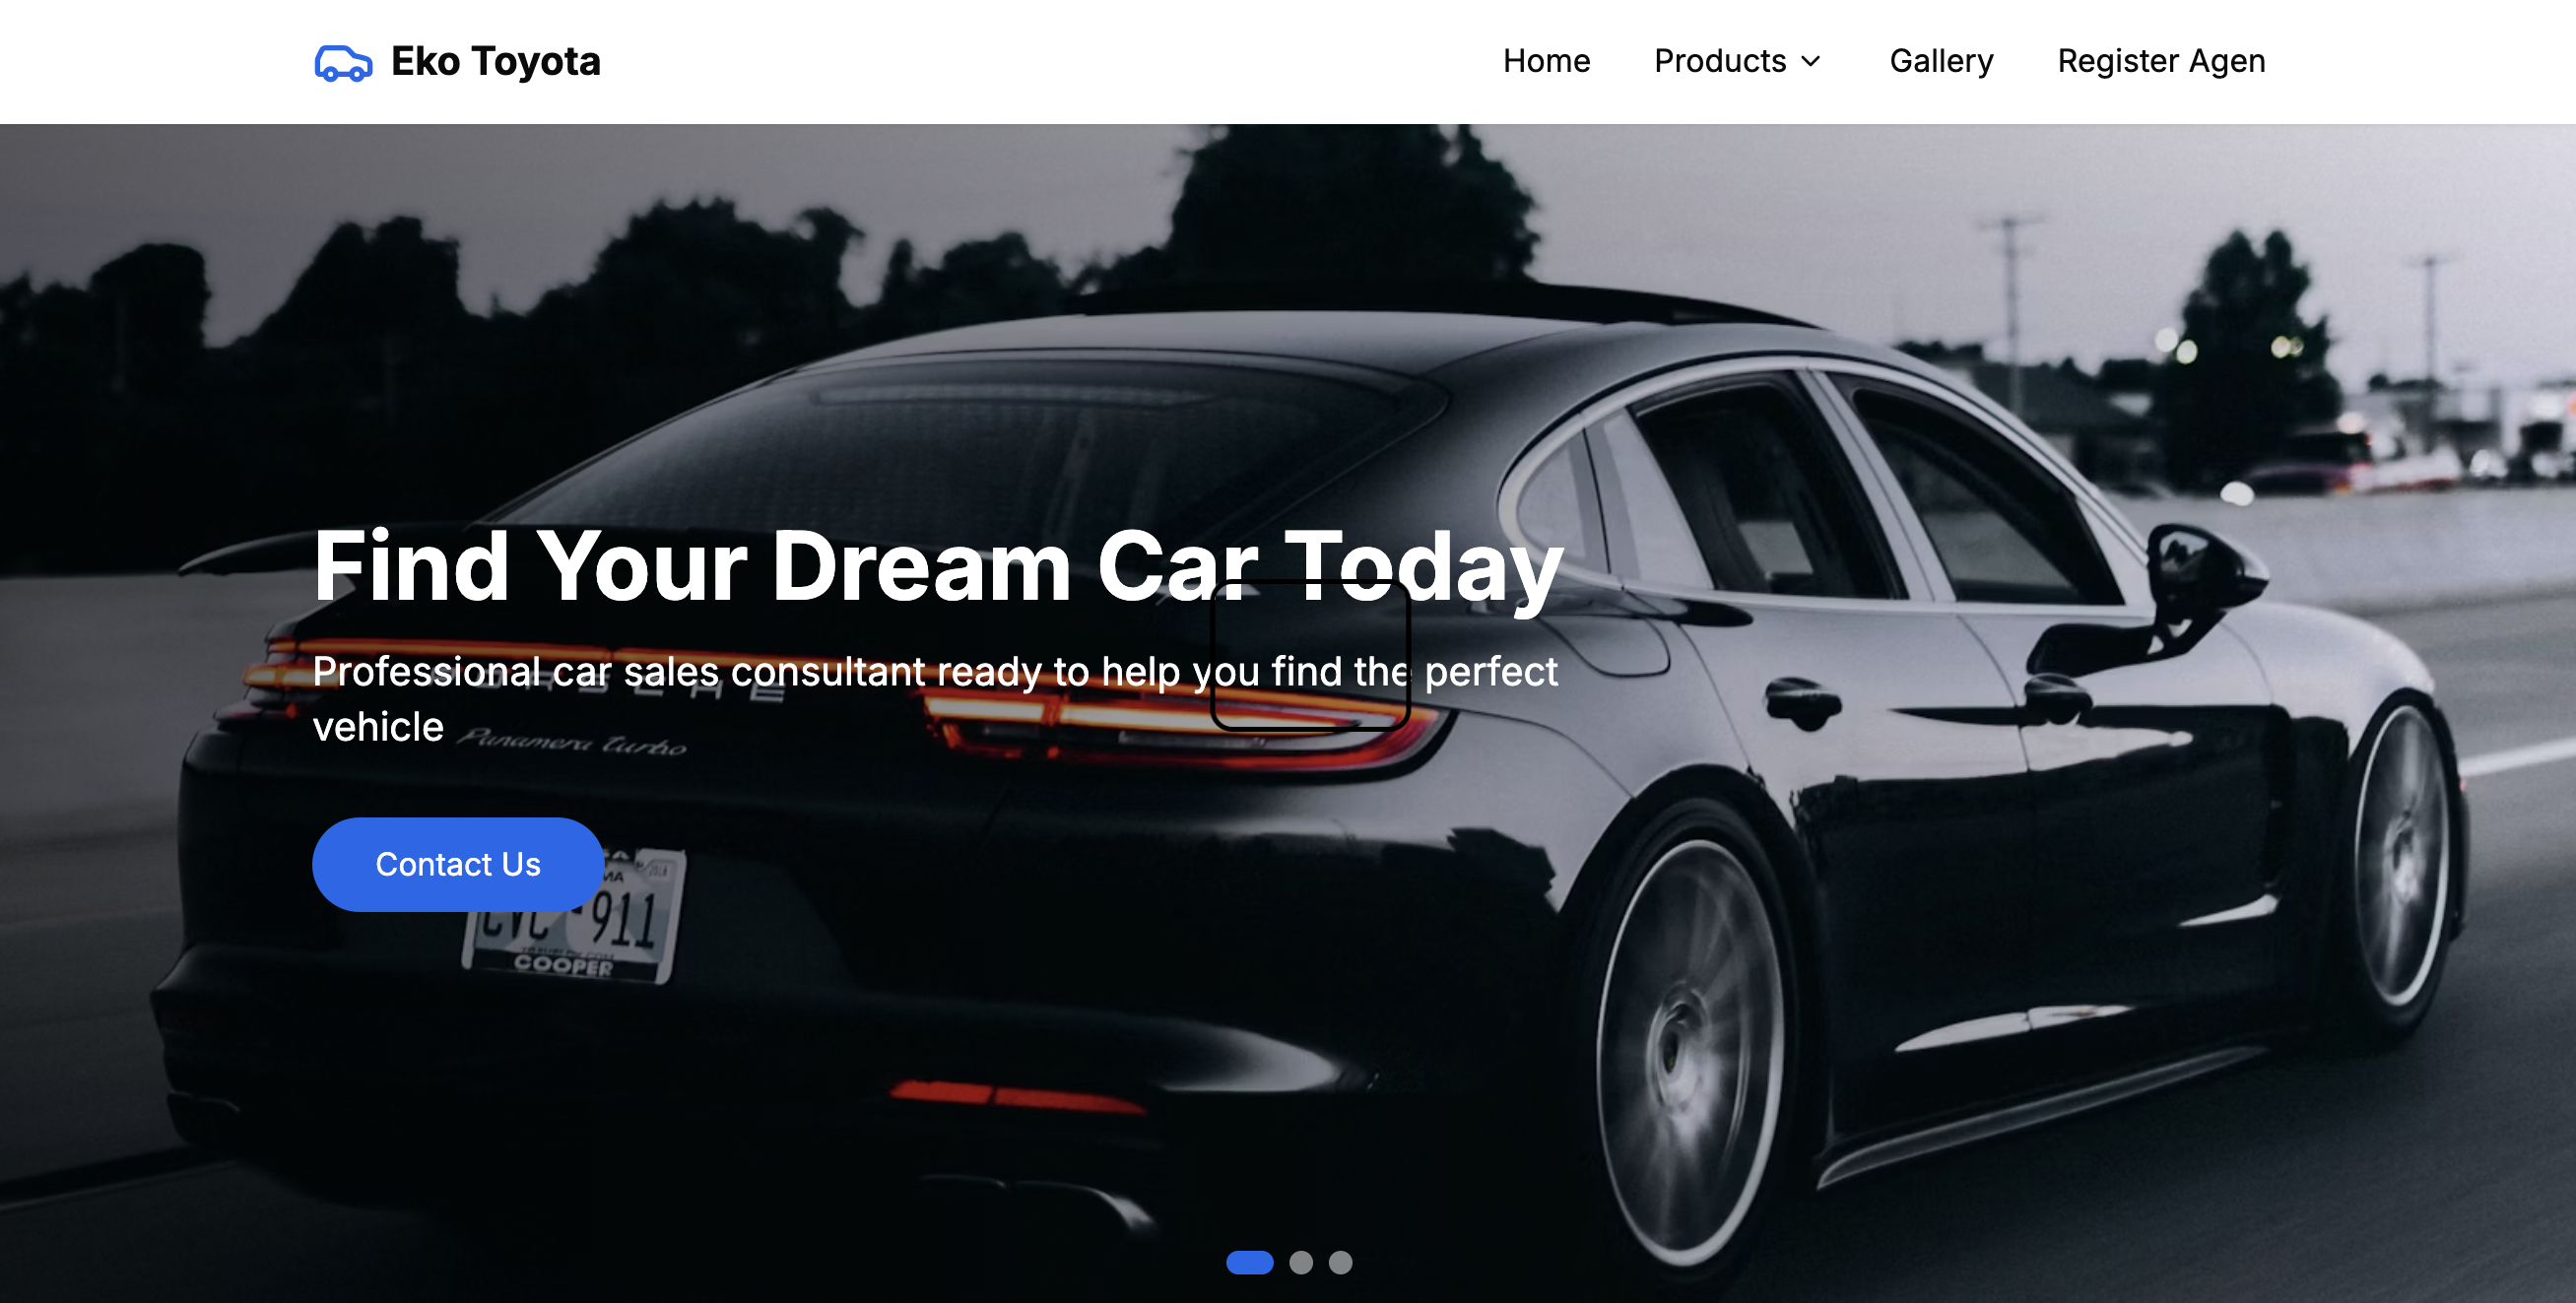 Eko Toyota
Home
Products
Gallery
Register Agen
Find Your Dream Car Today
Professional car sales consultant ready to help you find the perfect
vehicle
Panamera turbo
Contact Us
911
COOPER